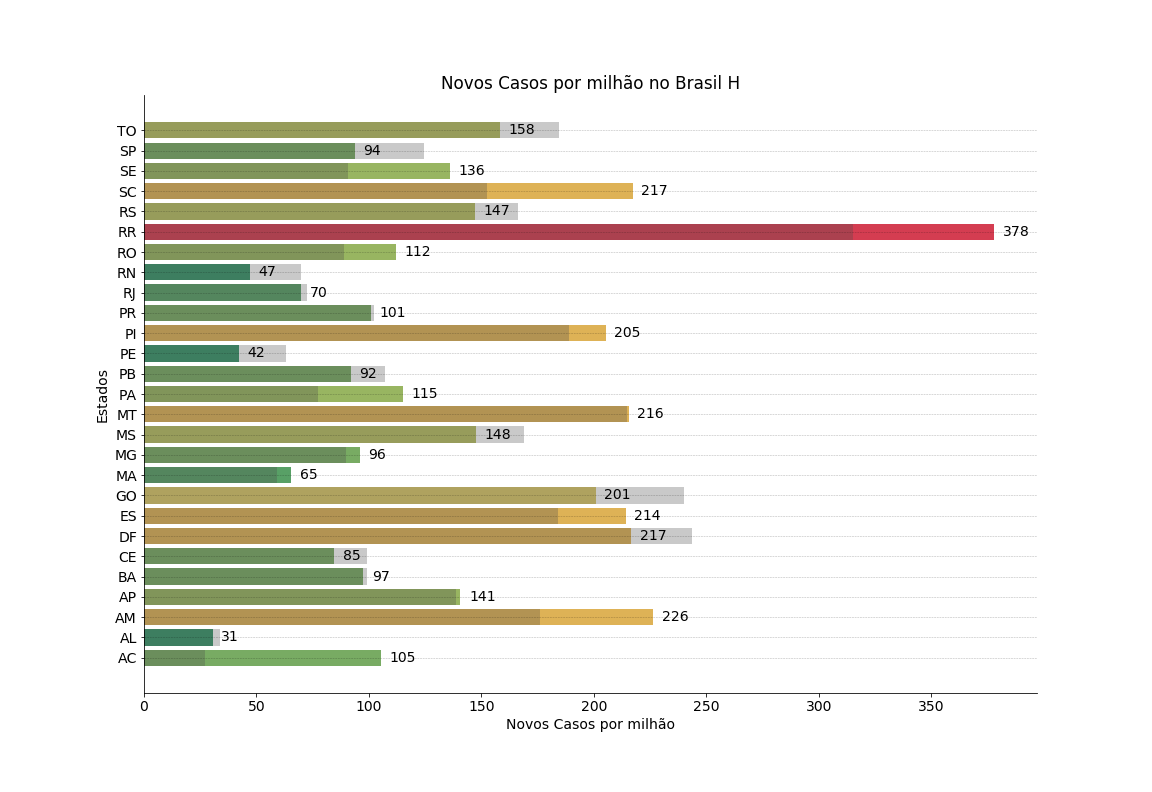 Novos Casos por milhão no Brasil H
TO 158
SP 94
SE 136
SC 217
RS 147
RR 378
RO 112
RN 47
RJ 70
PR 101
PI 205
PE 42
PB 92
PA 115
MT 216
MS 148
MG 96
MA 65
GO 201
ES 214
DF 217
CE 85
BA 97
AP 141
AM 226
AL 31
AC 105
Estados
0 50 100 150 200 250 300 350
Novos Casos por milhão